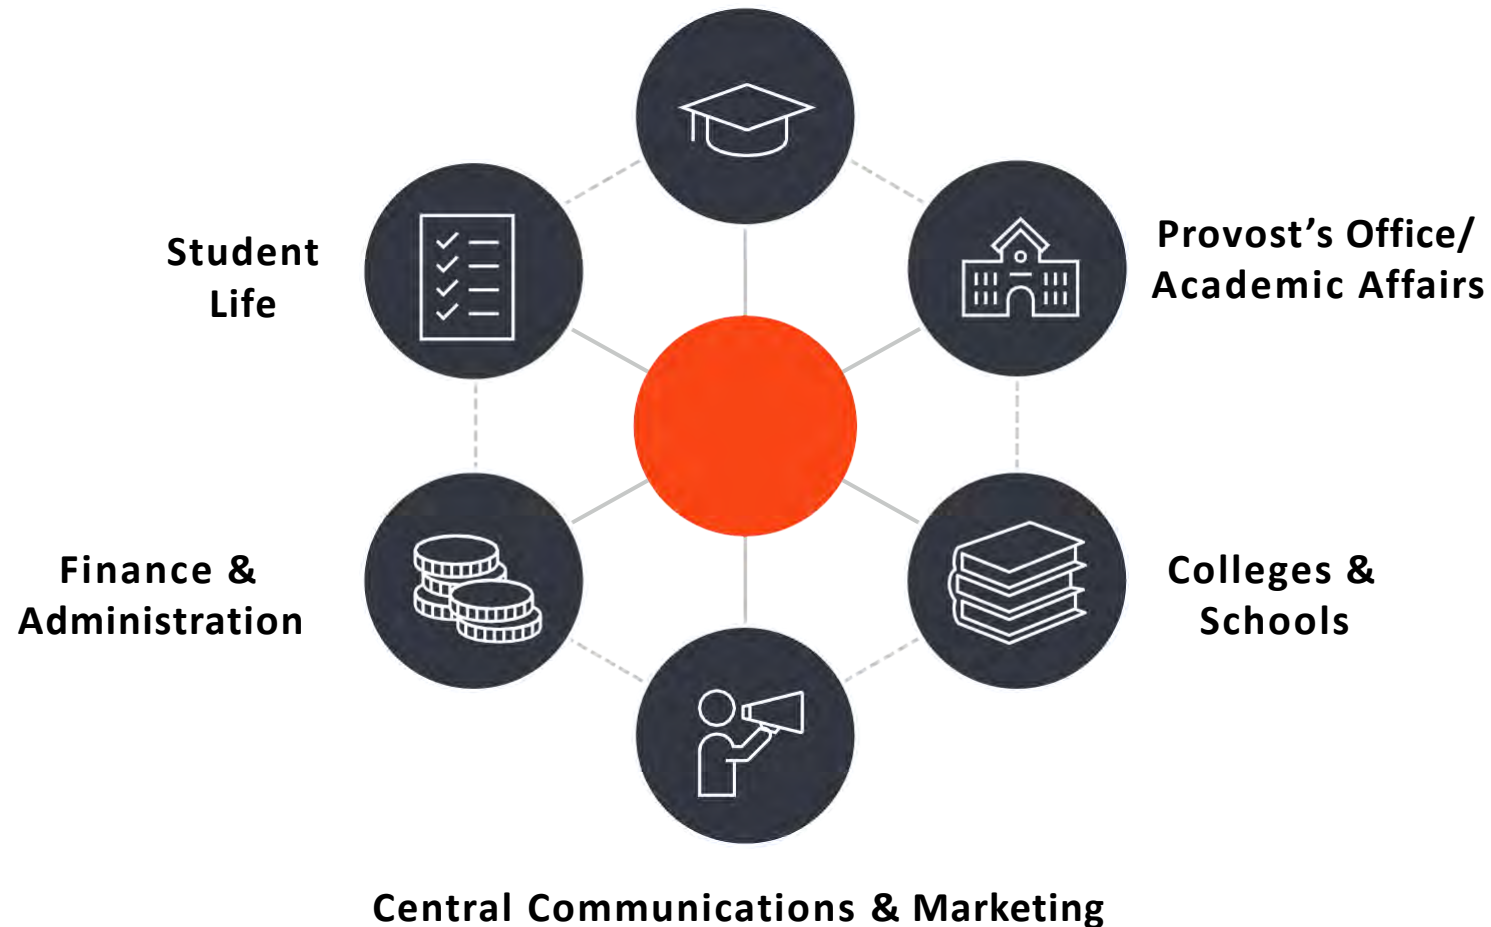 Student
Life
Provost’s Office/
Academic Affairs
Finance &
Administration
Colleges &
Schools
Central Communications & Marketing